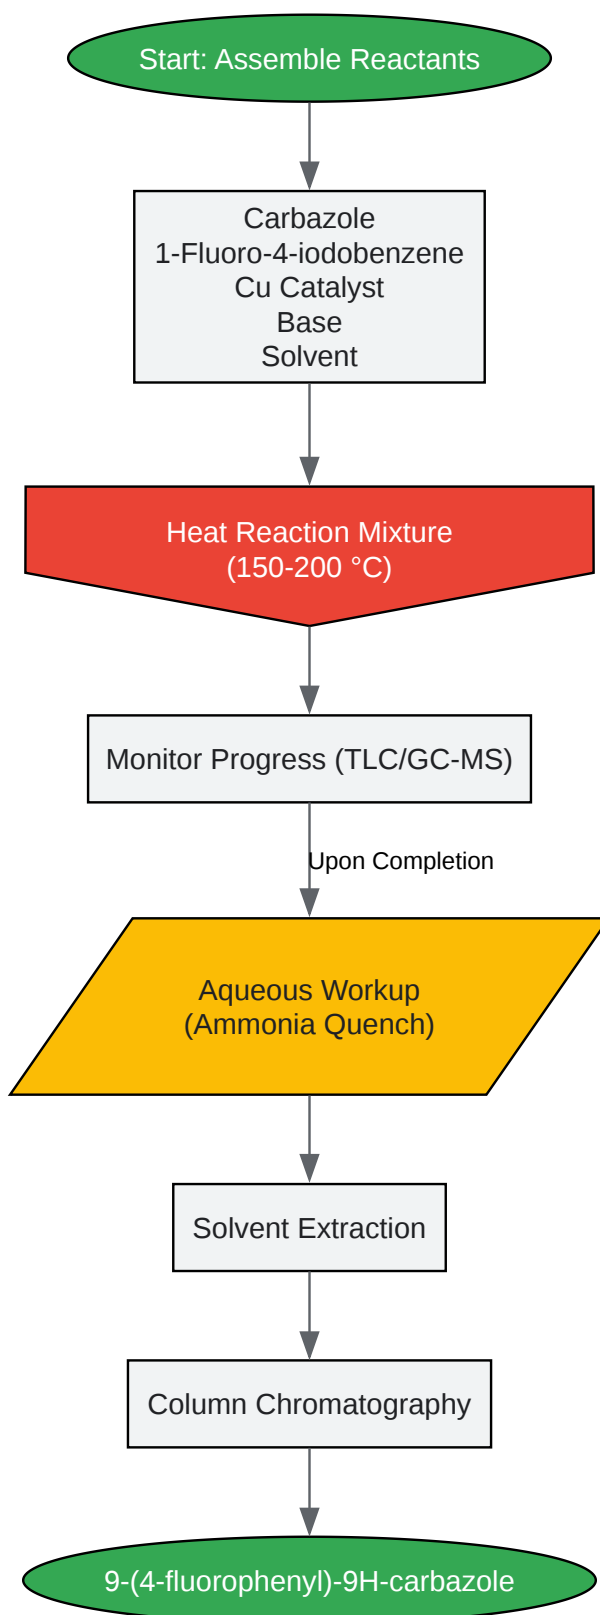 Start: Assemble Reactants
Carbazole
1-Fluoro-4-iodobenzene
Cu Catalyst
Base
Solvent
Heat Reaction Mixture
(150-200 °C)
Monitor Progress (TLC/GC-MS)
Upon Completion
Aqueous Workup
(Ammonia Quench)
Solvent Extraction
Column Chromatography
9-(4-fluorophenyl)-9H-carbazole